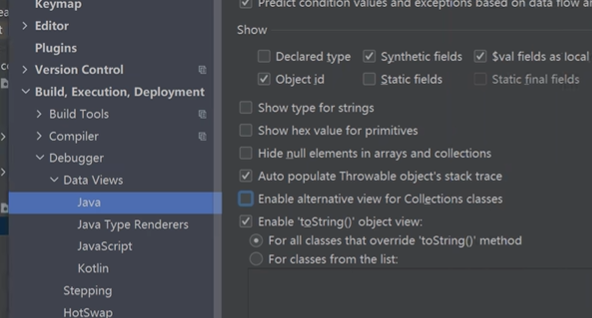 Keymap
Editor
Plugins
Version Control
Build, Execution, Deployment
Build Tools
Compiler
Debugger
Data Views
Java
Java Type Renderers
JavaScript
Kotlin
Stepping
HotSwap
Predict condition values and exceptions based on data flow
Show
Declared type
Synthetic fields
$val fields as local
Object id
Static fields
Static final fields
Show type for strings
Show hex value for primitives
Hide null elements in arrays and collections
Auto populate Throwable object's stack trace
Enable alternative view for Collections classes
Enable 'toString()' object view:
For all classes that override 'toString()' method
For classes from the list: